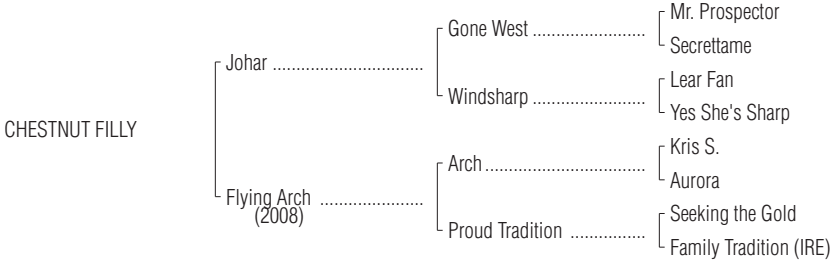 Mr. Prospector
Gone West ........................
Secrettame
Johar ................................
Lear Fan
Windsharp ........................
Yes She's Sharp
CHESTNUT FILLY
Kris S.
Arch ..................................
Aurora
Flying Arch ......................
(2008)
Seeking the Gold
Proud Tradition ................
Family Tradition (IRE)